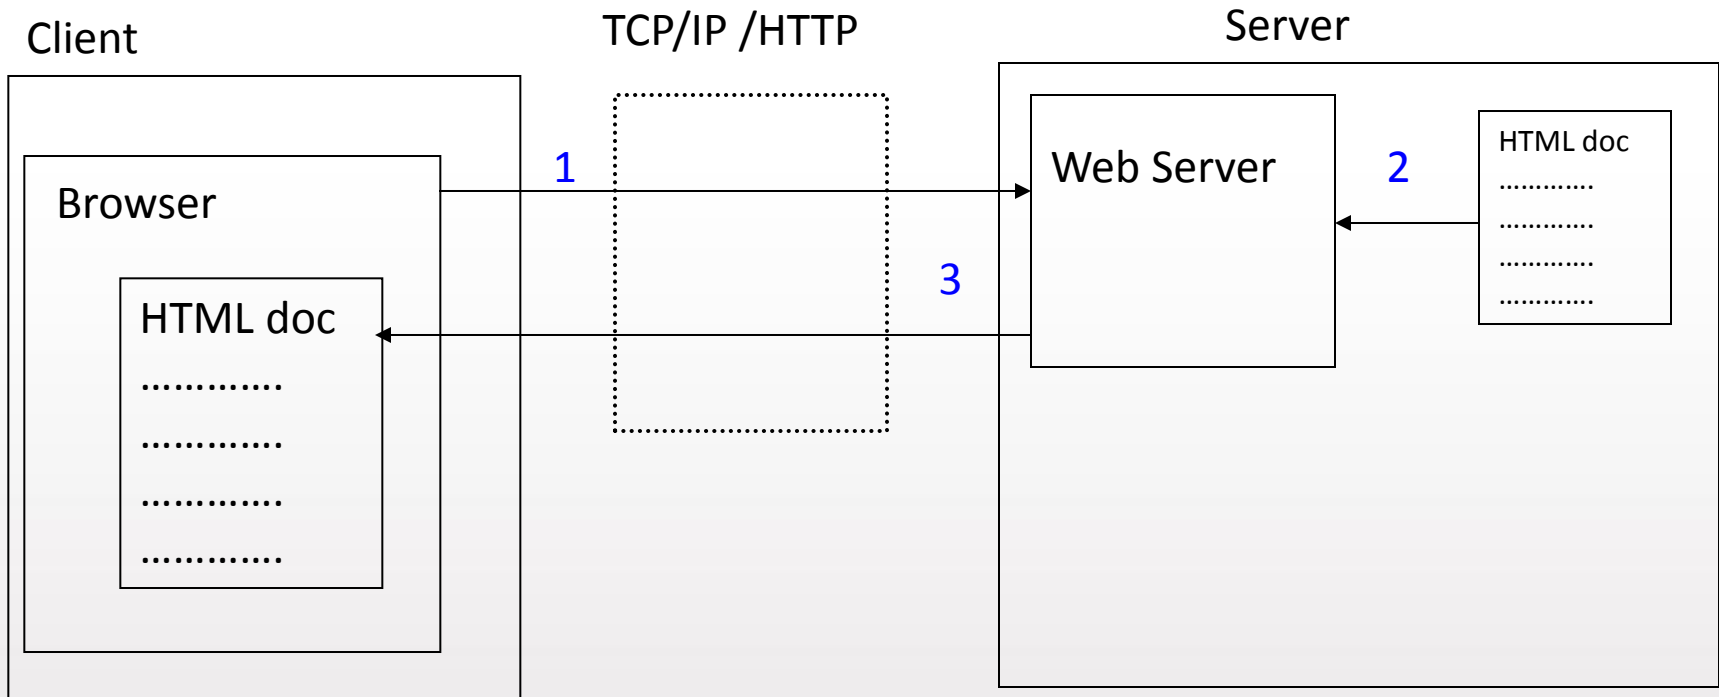 Client
TCP/IP /HTTP
Server
Browser
HTML doc
………….
………….
………….
………….
1
3
Web Server
2
HTML doc
………….
………….
………….
………….